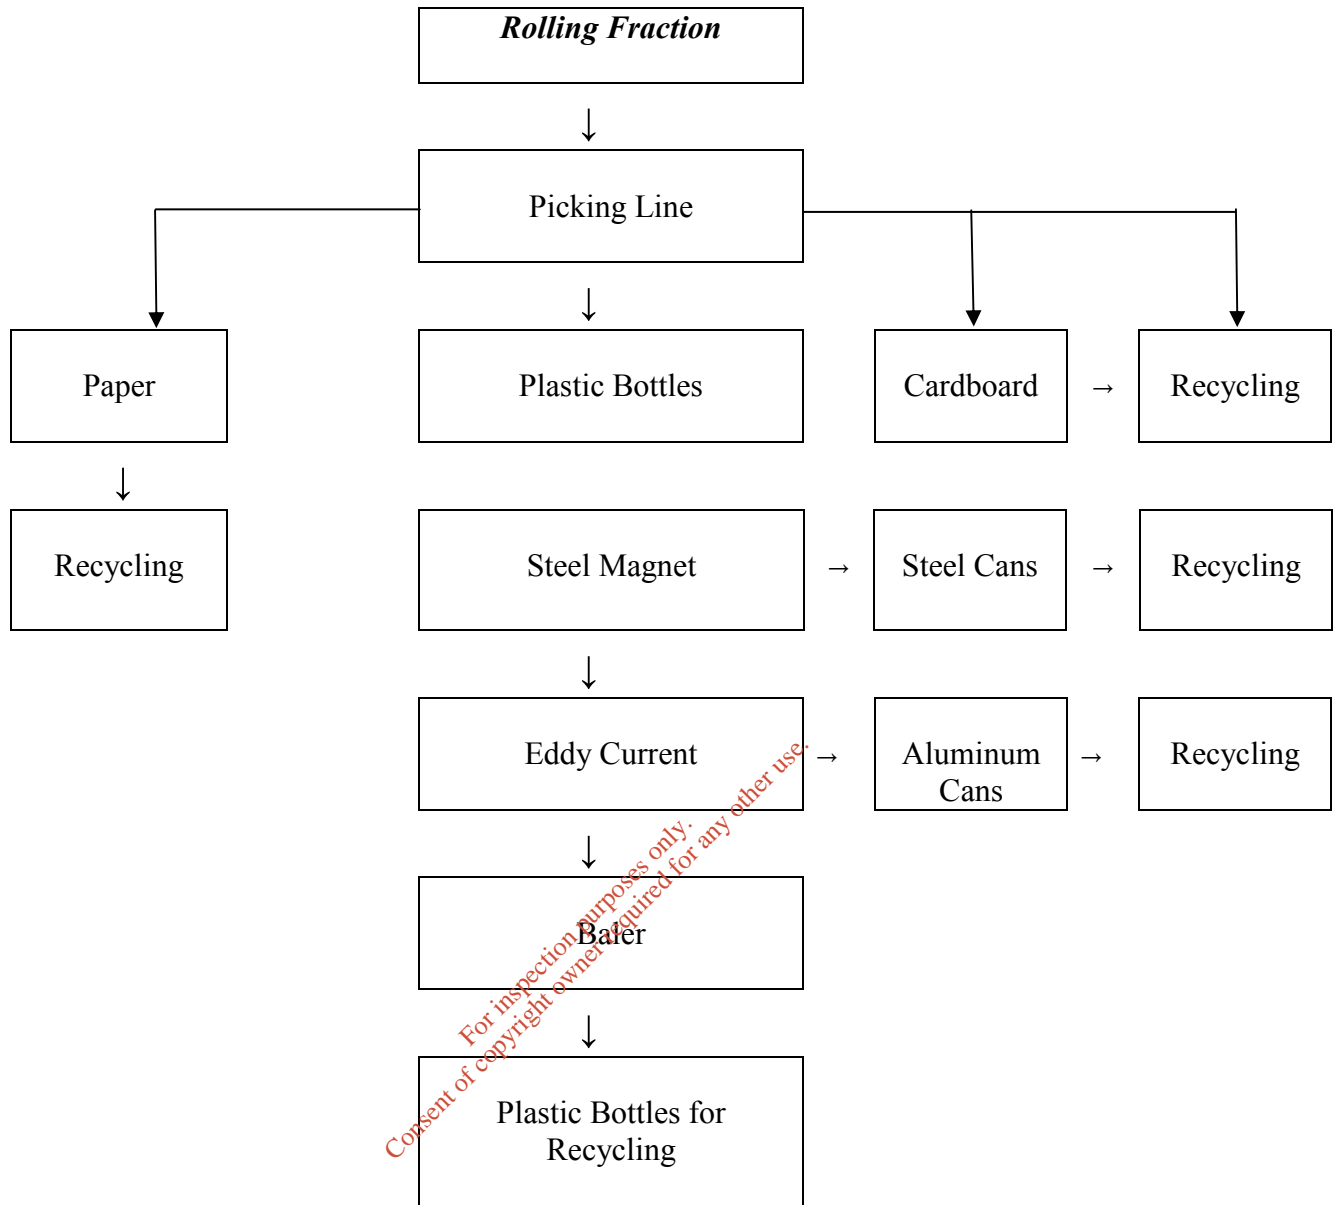 Rolling Fraction
↓
Picking Line
↓
Paper
Plastic Bottles
Cardboard
→
Recycling
↓
Recycling
Steel Magnet
→
Steel Cans
→
Recycling
↓
Eddy Current
→
Aluminum
Cans
→
Recycling
↓
Baler
↓
Plastic Bottles for
Recycling
For inspection purposes only.
Consent of copyright owner required for any other use.